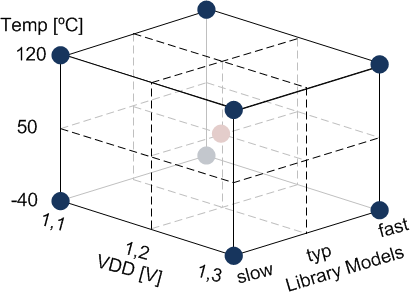 Temp [ºC]
120
50
-40
1,1
1,2
1,3
VDD [V]
slow
typ
fast
Library Models